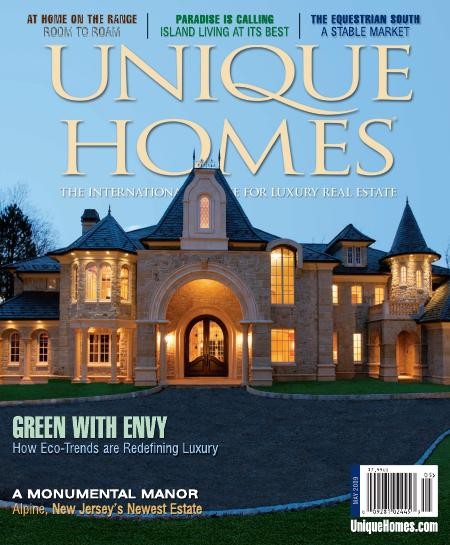 AT HOME ON THE RANGE
ROOM TO ROAM
PARADISE IS CALLING
ISLAND LIVING AT ITS BEST
THE EQUESTRIAN SOUTH
A STABLE MARKET
UNIQUE
HOMES
THE INTERNATIONAL E FOR LUXURY REAL ESTATE
GREEN WITH ENVY
How Eco-Trends are Redefining Luxury
A MONUMENTAL MANOR
Alpine, New Jersey's Newest Estate
MAY 2009
UniqueHomes.com